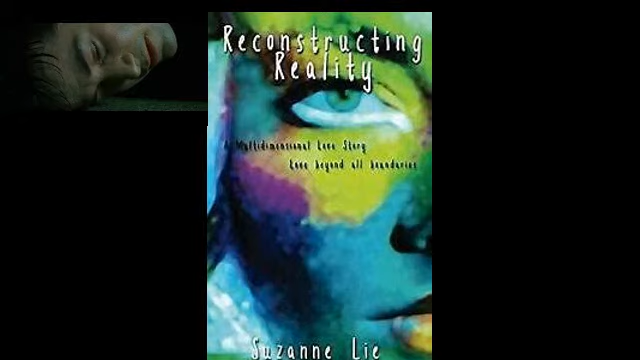 Reconstructing
Reality
A Multidimensional Love Story
Love beyond all boundaries
Suzanne Lie